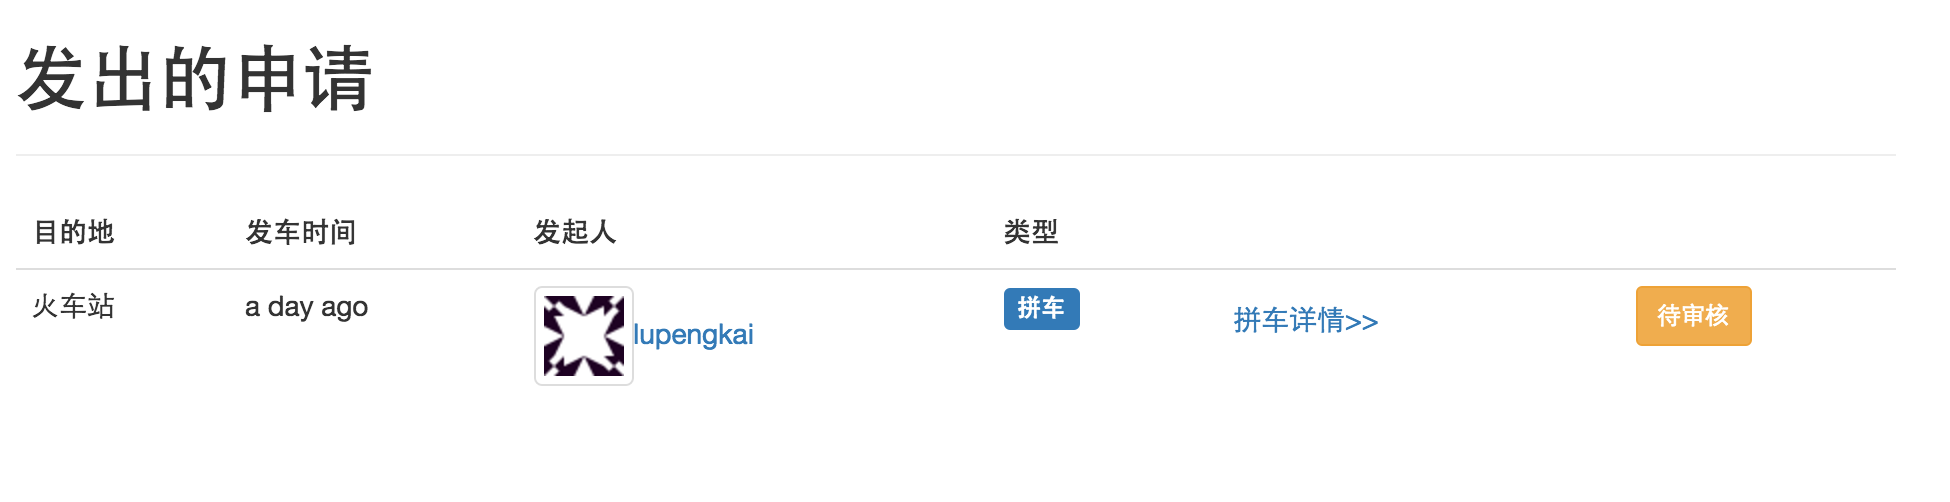 发出的申请
目的地 发车时间 发起人 类型
火车站 a day ago lupengkai 拼车 拼车详情>> 待审核